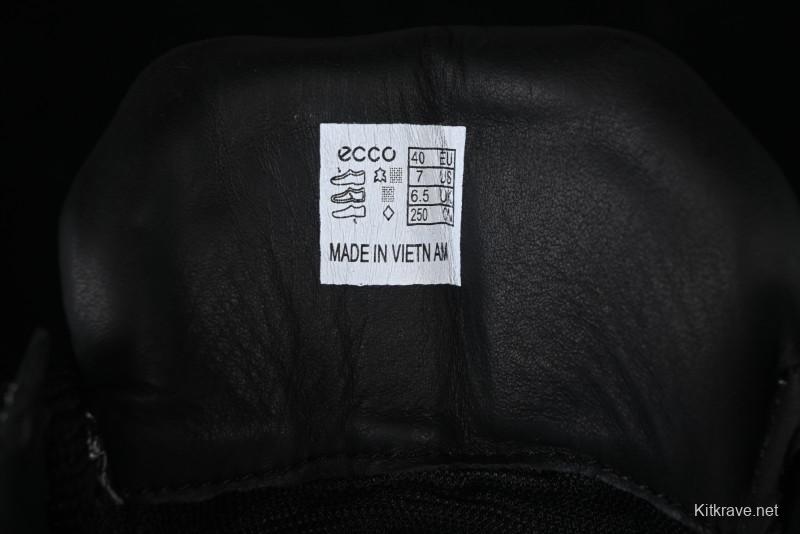 ecco
40 EU
7 US
6.5 UK
250 CN
MADE IN VIETN AM
Kitkrave.net